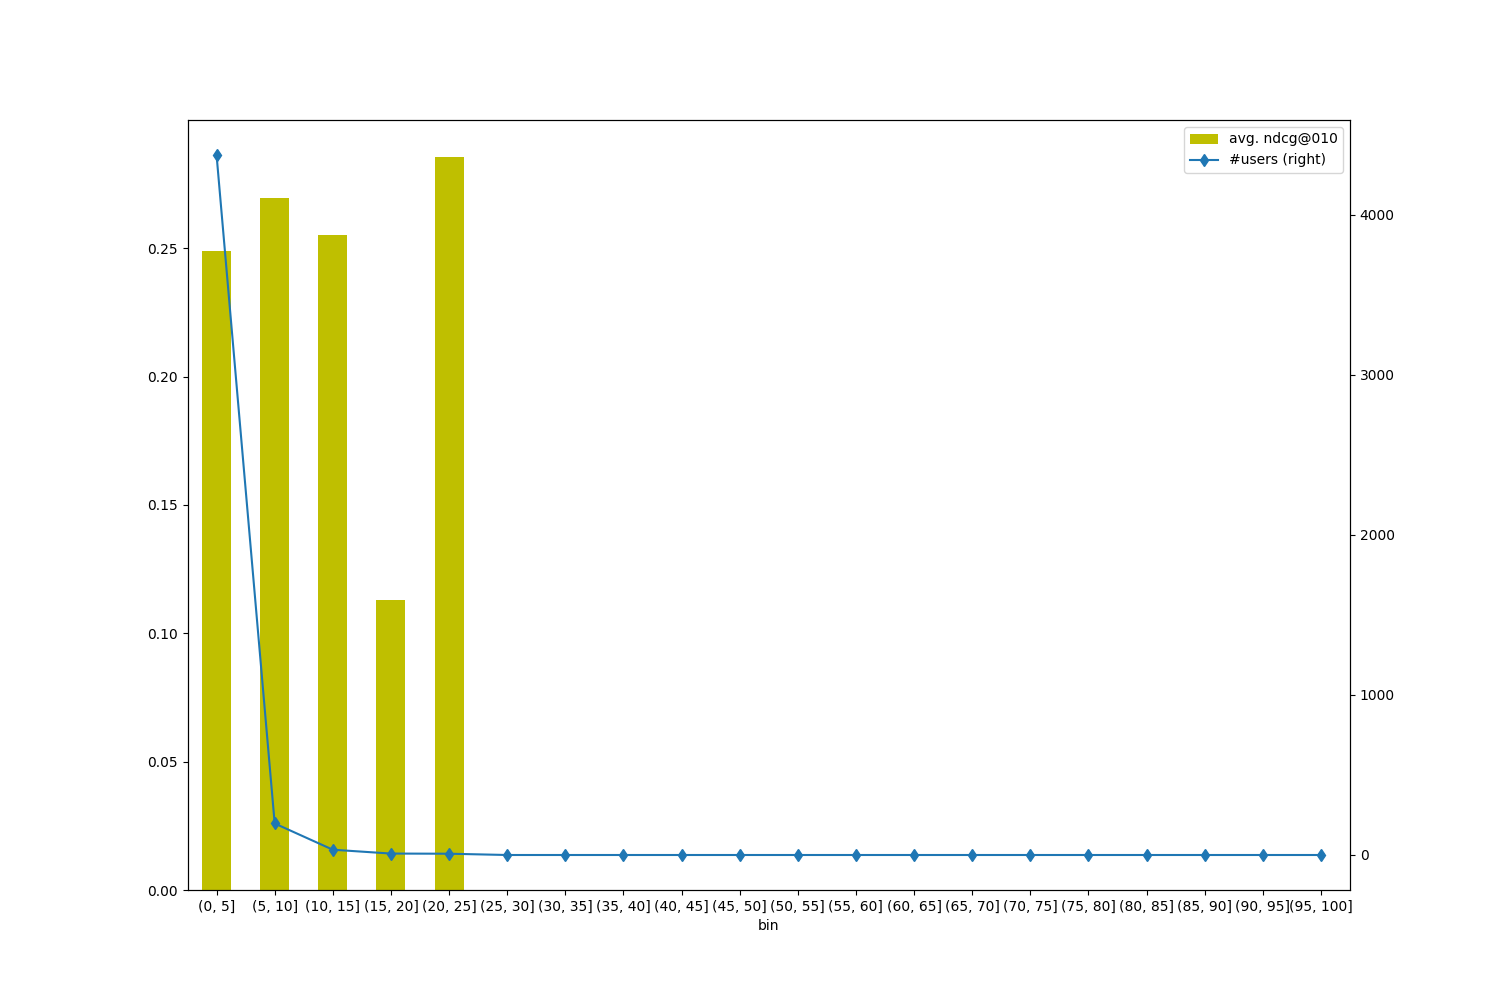 avg. ndcg@010
#users (right)
0.25
0.20
0.15
0.10
0.05
0.00
4000
3000
2000
1000
0
(0, 5] (5, 10] (10, 15] (15, 20] (20, 25] (25, 30] (30, 35] (35, 40] (40, 45] (45, 50] (50, 55] (55, 60] (60, 65] (65, 70] (70, 75] (75, 80] (80, 85] (85, 90] (90, 95] (95, 100]
bin